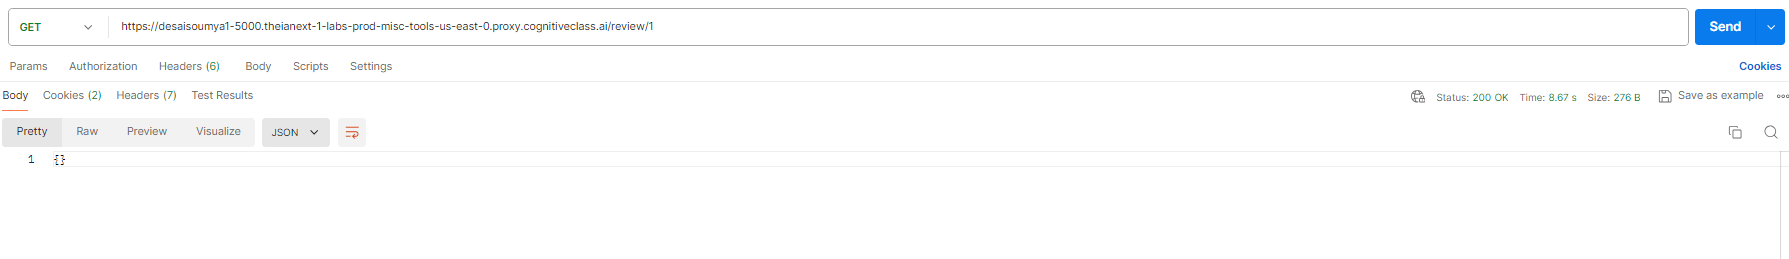 GET https://desaisoumya1-5000.theianext-1-labs-prod-misc-tools-us-east-0.proxy.cognitiveclass.ai/review/1 Send
Params Authorization Headers (6) Body Scripts Settings Cookies
Body Cookies (2) Headers (7) Test Results Status: 200 OK Time: 8.67 s Size: 276 B Save as example
Pretty Raw Preview Visualize JSON
1 {}